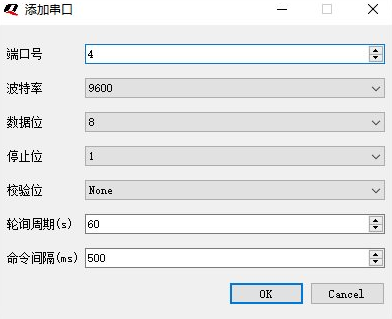 添加串口
端口号 4
波特率 9600
数据位 8
停止位 1
校验位 None
轮询周期(s) 60
命令间隔(ms) 500
OK Cancel